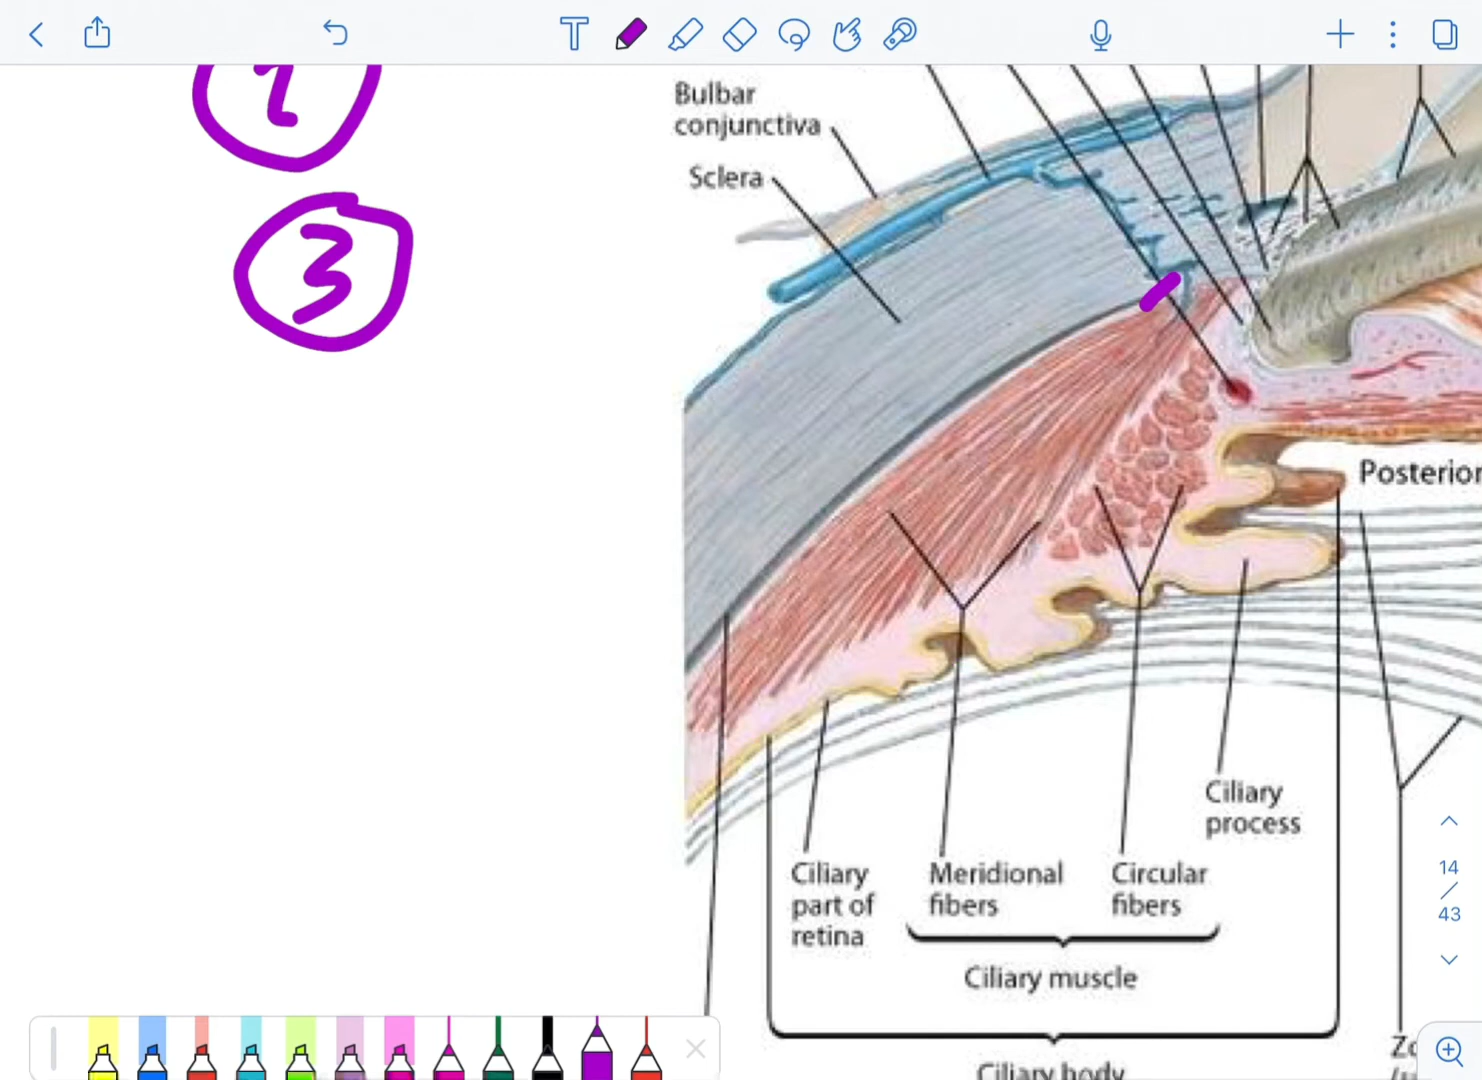 T
3
Bulbar
conjunctiva
Sclera
Posterior
Ciliary
process
Ciliary
part of
retina
Meridional
fibers
Circular
fibers
Ciliary muscle
Ciliary body
14
/
43